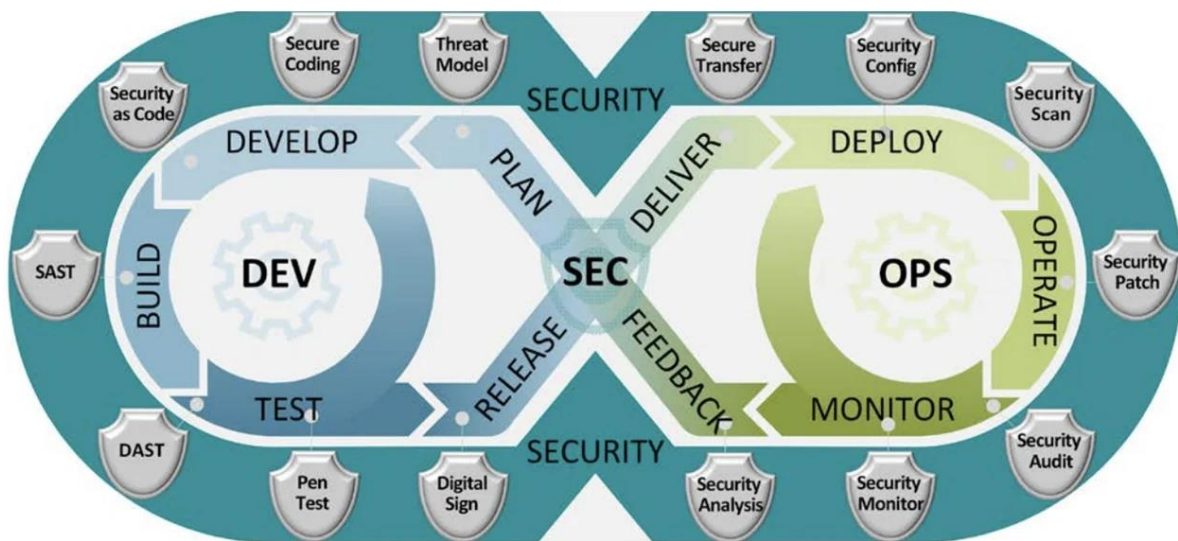 Secure
Coding
Threat
Model
Secure
Transfer
Security
Config
Security
as Code
SECURITY
Security
Scan
DEVELOP
PLAN
DELIVER
DEPLOY
SAST
BUILD
DEV
SEC
OPS
OPERATE
Security
Patch
TEST
RELEASE
FEEDBACK
MONITOR
DAST
SECURITY
Security
Audit
Pen
Test
Digital
Sign
Security
Analysis
Security
Monitor